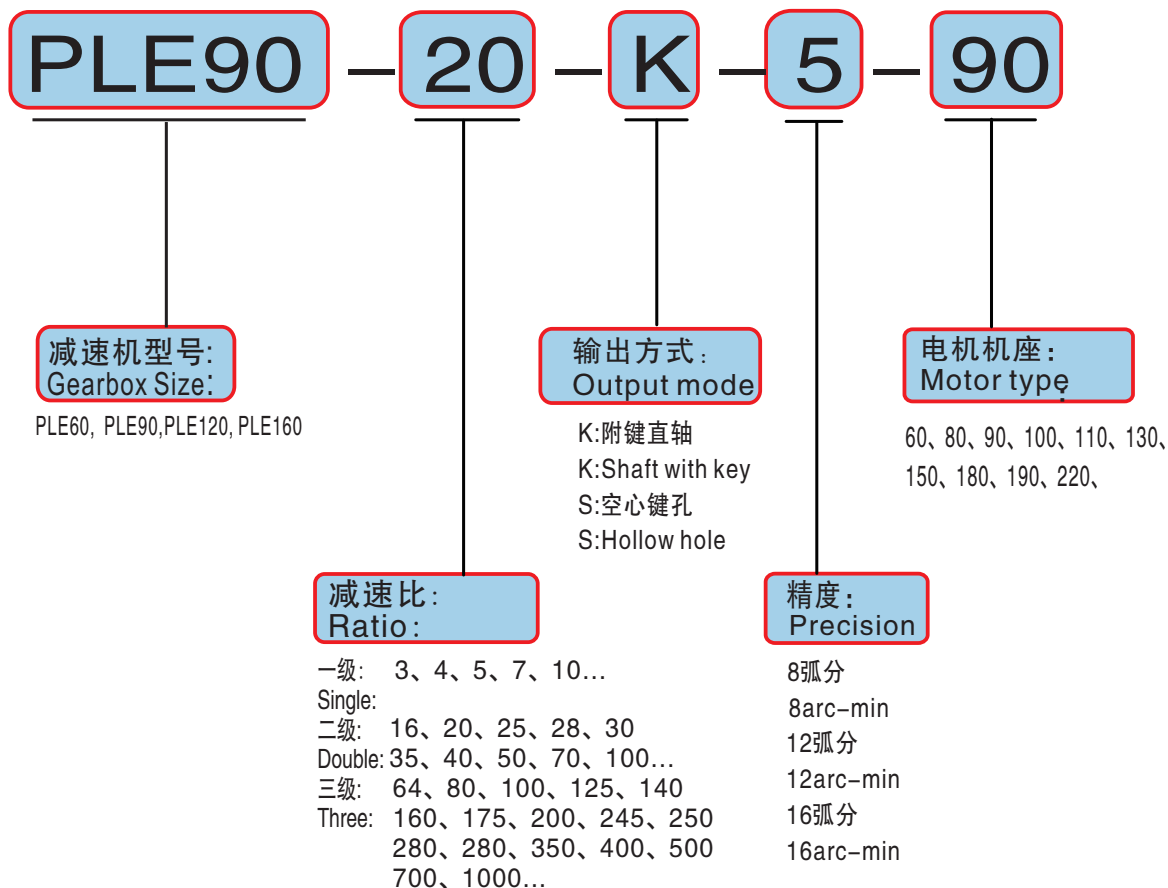 PLE90 – 20 – K – 5 – 90
减速机型号:
Gearbox Size:
PLE60, PLE90,PLE120, PLE160
输出方式:
Output mode
K:附键直轴
K:Shaft with key
S:空心键孔
S:Hollow hole
电机机座:
Motor type:
60、80、90、100、110、130、
150、180、190、220、
减速比:
Ratio:
一级: 3、4、5、7、10...
Single:
二级: 16、20、25、28、30
Double: 35、40、50、70、100...
三级: 64、80、100、125、140
Three: 160、175、200、245、250
280、280、350、400、500
700、1000...
精度:
Precision
8弧分
8arc–min
12弧分
12arc–min
16弧分
16arc–min